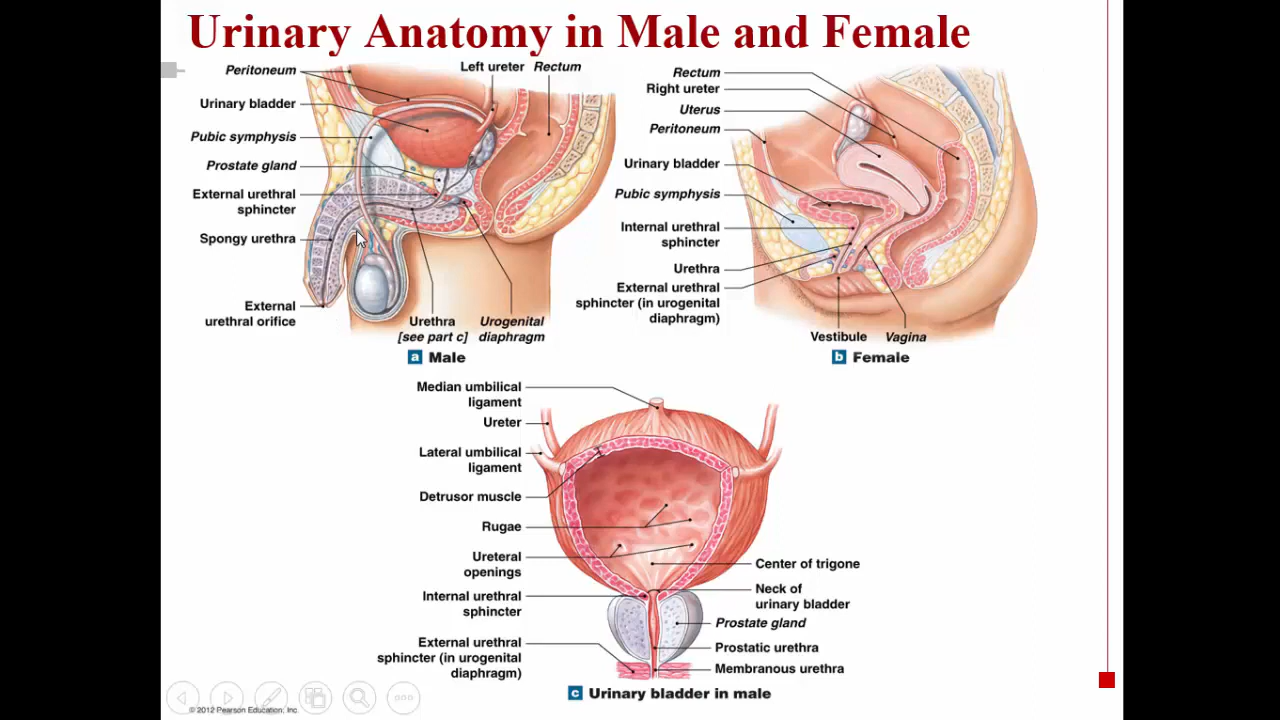 Urinary Anatomy in Male and Female
Peritoneum
Left ureter
Rectum
Urinary bladder
Pubic symphysis
Prostate gland
External urethral
sphincter
Spongy urethra
External
urethral orifice
Urethra
[see part c]
Urogenital
diaphragm
a Male
Rectum
Right ureter
Uterus
Peritoneum
Urinary bladder
Pubic symphysis
Internal urethral
sphincter
Urethra
External urethral
sphincter (in urogenital
diaphragm)
Vestibule
Vagina
b Female
Median umbilical
ligament
Ureter
Lateral umbilical
ligament
Detrusor muscle
Rugae
Ureteral
openings
Internal urethral
sphincter
External urethral
sphincter (in urogenital
diaphragm)
Center of trigone
Neck of
urinary bladder
Prostate gland
Prostatic urethra
Membranous urethra
c Urinary bladder in male
© 2012 Pearson Education, Inc.